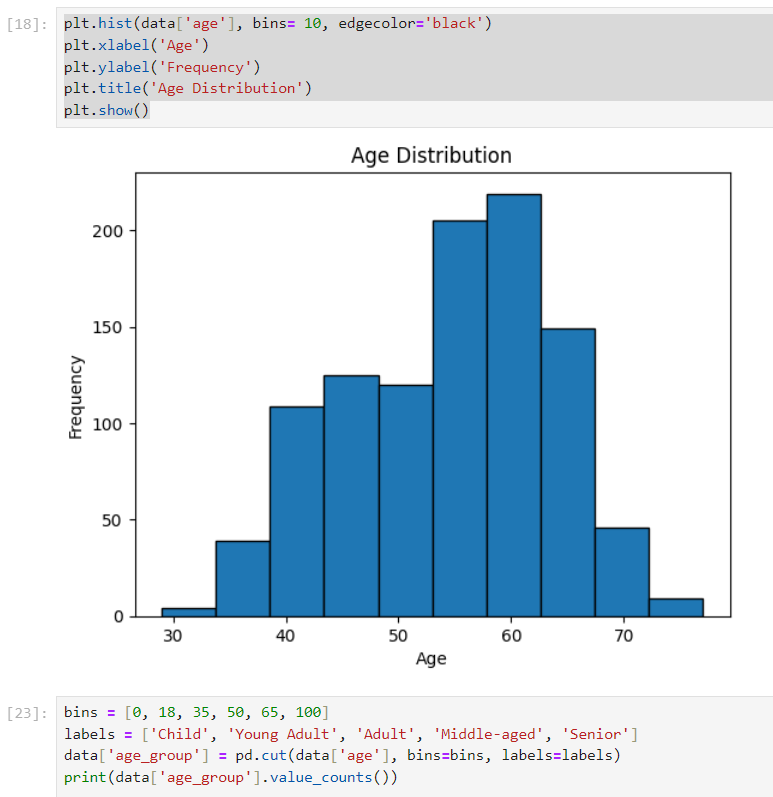 [18]: plt.hist(data['age'], bins= 10, edgecolor='black')
plt.xlabel('Age')
plt.ylabel('Frequency')
plt.title('Age Distribution')
plt.show()
Age Distribution
200
150
100
50
0
Frequency
30 40 50 60 70
Age
[23]: bins = [0, 18, 35, 50, 65, 100]
labels = ['Child', 'Young Adult', 'Adult', 'Middle-aged', 'Senior']
data['age_group'] = pd.cut(data['age'], bins=bins, labels=labels)
print(data['age_group'].value_counts())